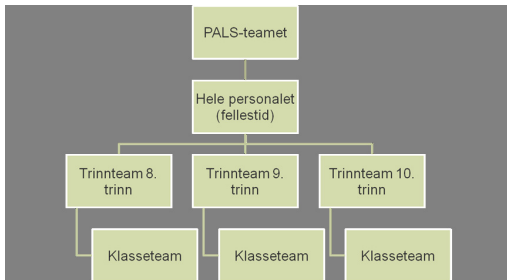 PALS-teamet
Hele personalet
(fellestid)
Trinnteam 8.
trinn
Trinnteam 9.
trinn
Trinnteam 10.
trinn
Klasseteam
Klasseteam
Klasseteam